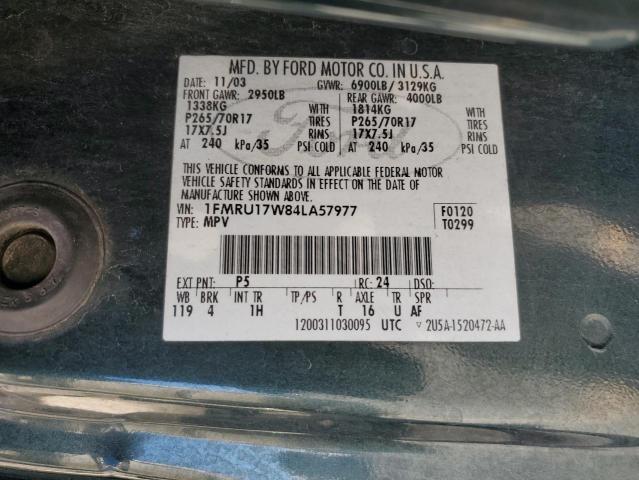 MFD. BY FORD MOTOR CO. IN U.S.A.
DATE: 11/03 GVWR: 6900LB/ 3129KG
FRONT GAWR: 2950LB REAR GAWR: 4000LB
1338KG WITH 1814KG WITH
P265/70R17 TIRES P265/70R17 TIRES
17X7.5J RIMS 17X7.5J RIMS
AT 240 kPa/35 PSI COLD AT 240 kPa/35 PSI COLD
Ford
THIS VEHICLE CONFORMS TO ALL APPLICABLE FEDERAL MOTOR
VEHICLE SAFETY STANDARDS IN EFFECT ON THE DATE OF
MANUFACTURE SHOWN ABOVE.
VIN: 1FMRU17W84LA57977 F0120
TYPE: MPV T0299
EXT PNT: P5 RC: 24 DSO:
WB BRK INT TR TP/PS R AXLE TR SPR
119 4 1H T 16 U AF
1200311030095 UTC ▽ 2U5A-1520472-AA